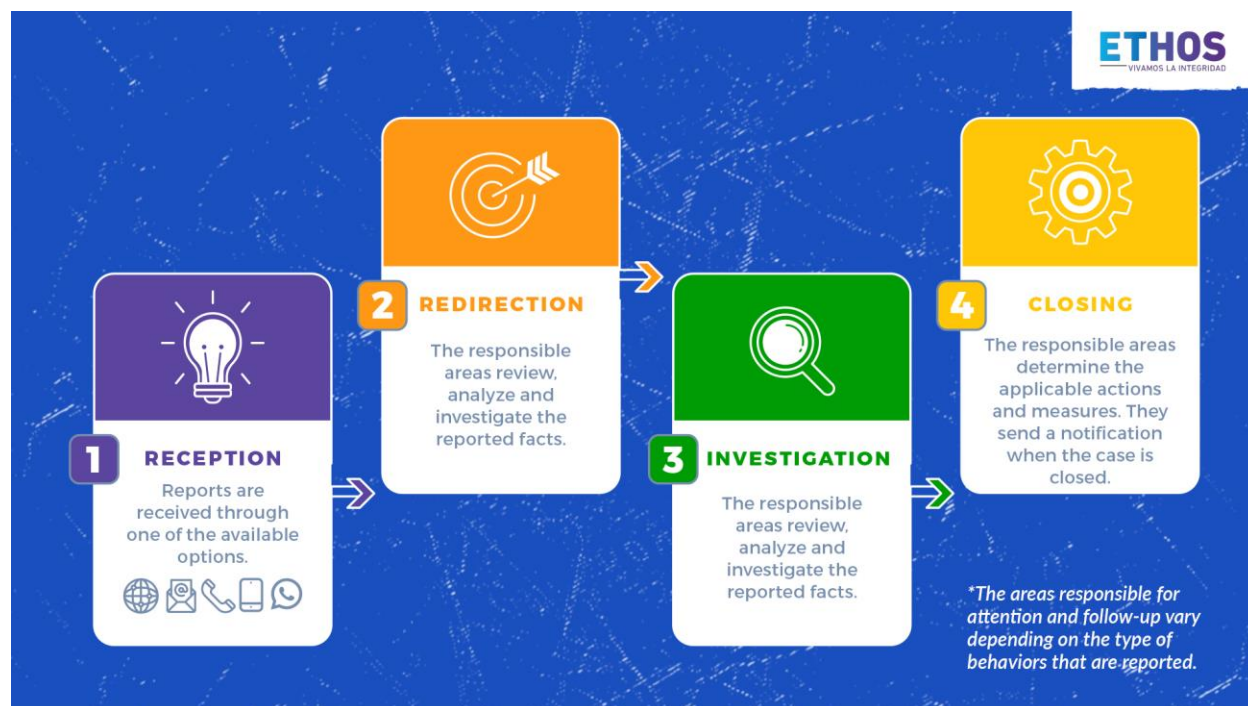 ETHOS
VIVAMOS LA INTEGRIDAD
1
RECEPTION
Reports are
received through
one of the available
options.
2
REDIRECTION
The responsible
areas review,
analyze and
investigate the
reported facts.
3
INVESTIGATION
The responsible
areas review,
analyze and
investigate the
reported facts.
4
CLOSING
The responsible areas
determine the
applicable actions
and measures. They
send a notification
when the case is
closed.
*The areas responsible for
attention and follow-up vary
depending on the type of
behaviors that are reported.